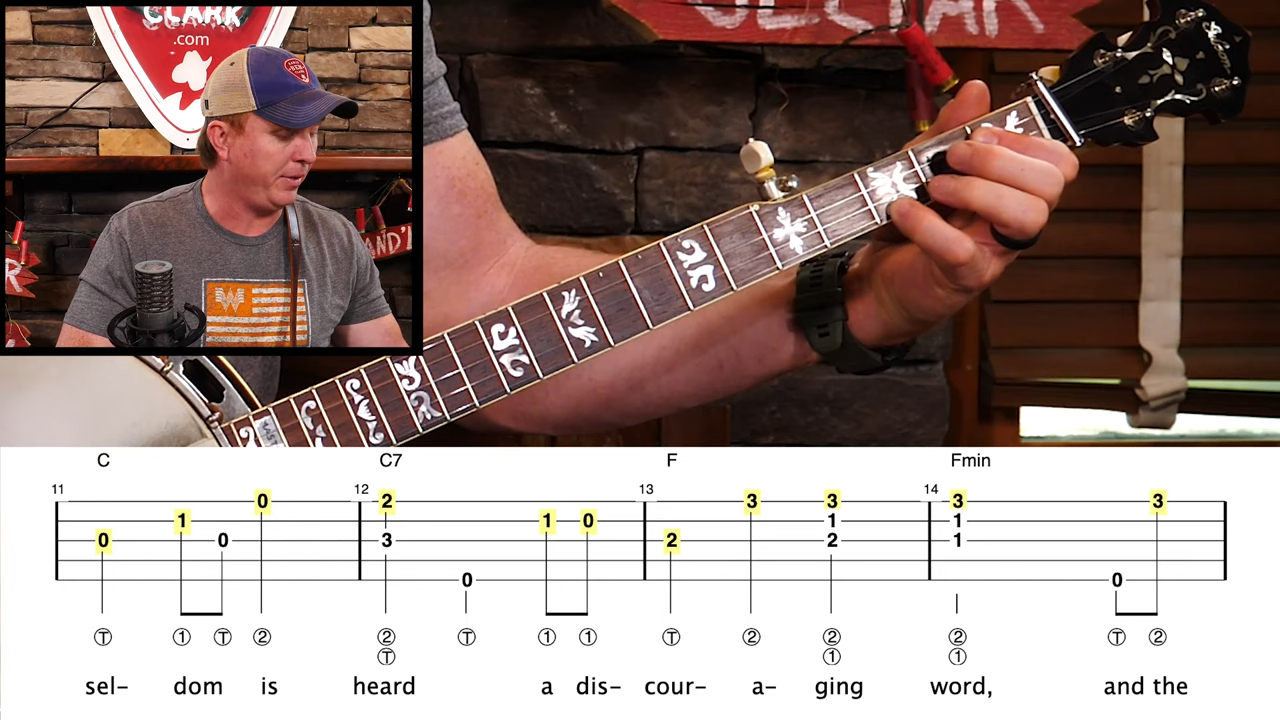 CLARK
.com
AND'
GEETAR
C C7 F Fmin
11 12 13 14
0 2 3 3 3
1 1 0 1 1
0 0 3 2 2 1
0 0
T 1 T 2 2 T 1 1 T 2 2 2 T 2
T 1 1
sel- dom is heard a dis- cour- a- ging word, and the